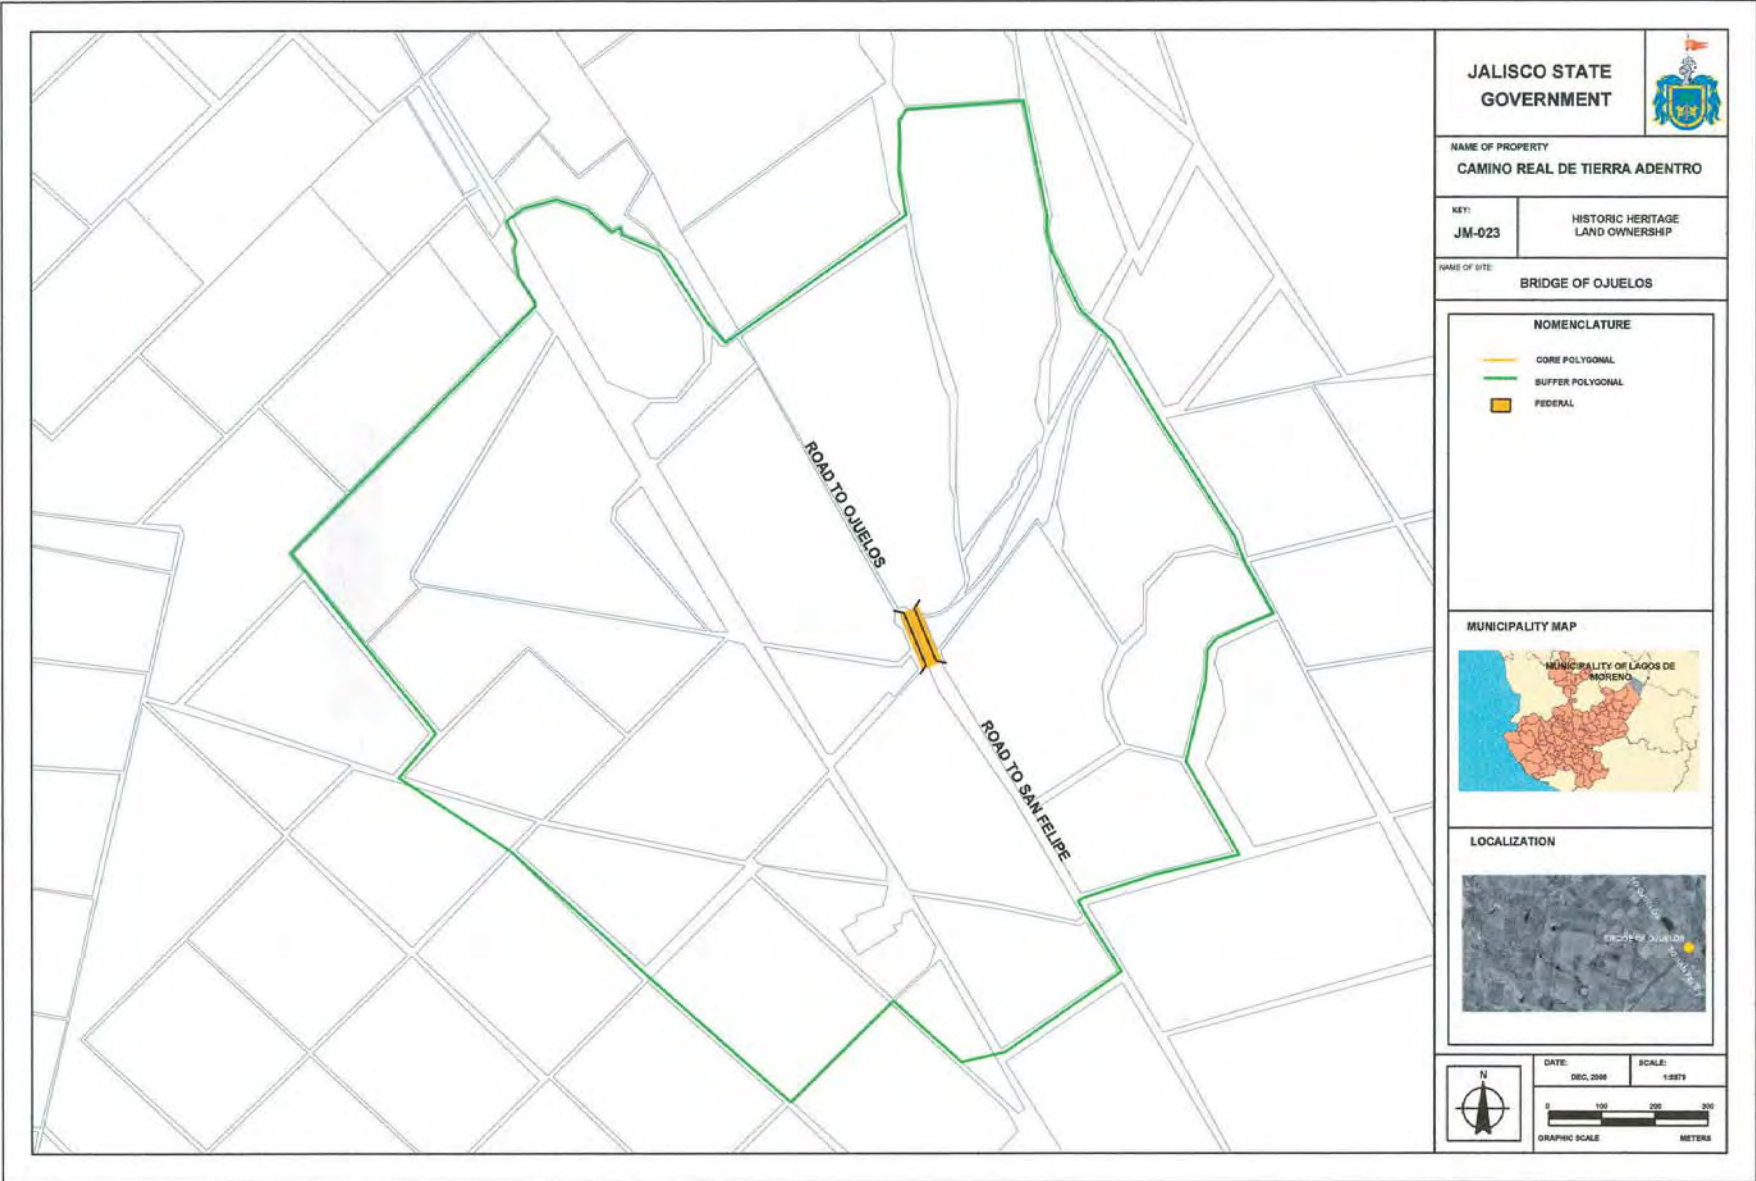 ROAD TO OJUELOS
ROAD TO SAN FELIPE
JALISCO STATE
GOVERNMENT
NAME OF PROPERTY
CAMINO REAL DE TIERRA ADENTRO
KEY:
JM-023
HISTORIC HERITAGE
LAND OWNERSHIP
NAME OF SITE:
BRIDGE OF OJUELOS
NOMENCLATURE
CORE POLYGONAL
BUFFER POLYGONAL
FEDERAL
MUNICIPALITY MAP
MUNICIPALITY OF LAGOS DE
MORENO
LOCALIZATION
BRIDGE OF OJUELOS
N
DATE:
DEC, 2008
SCALE:
0 100 200 300
GRAPHIC SCALE
METERS